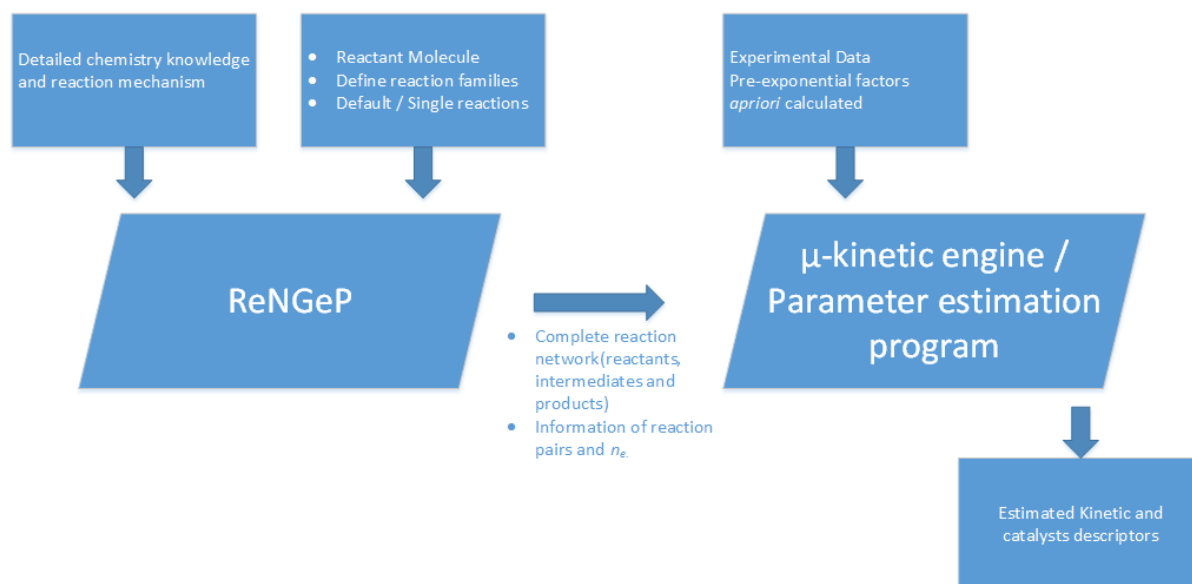 Detailed chemistry knowledge
and reaction mechanism
• Reactant Molecule
• Define reaction families
• Default / Single reactions
Experimental Data
Pre-exponential factors
apriori calculated
ReNGeP
• Complete reaction
network(reactants,
intermediates and
products)
• Information of reaction
pairs and nₑ.
µ-kinetic engine /
Parameter estimation
program
Estimated Kinetic and
catalysts descriptors